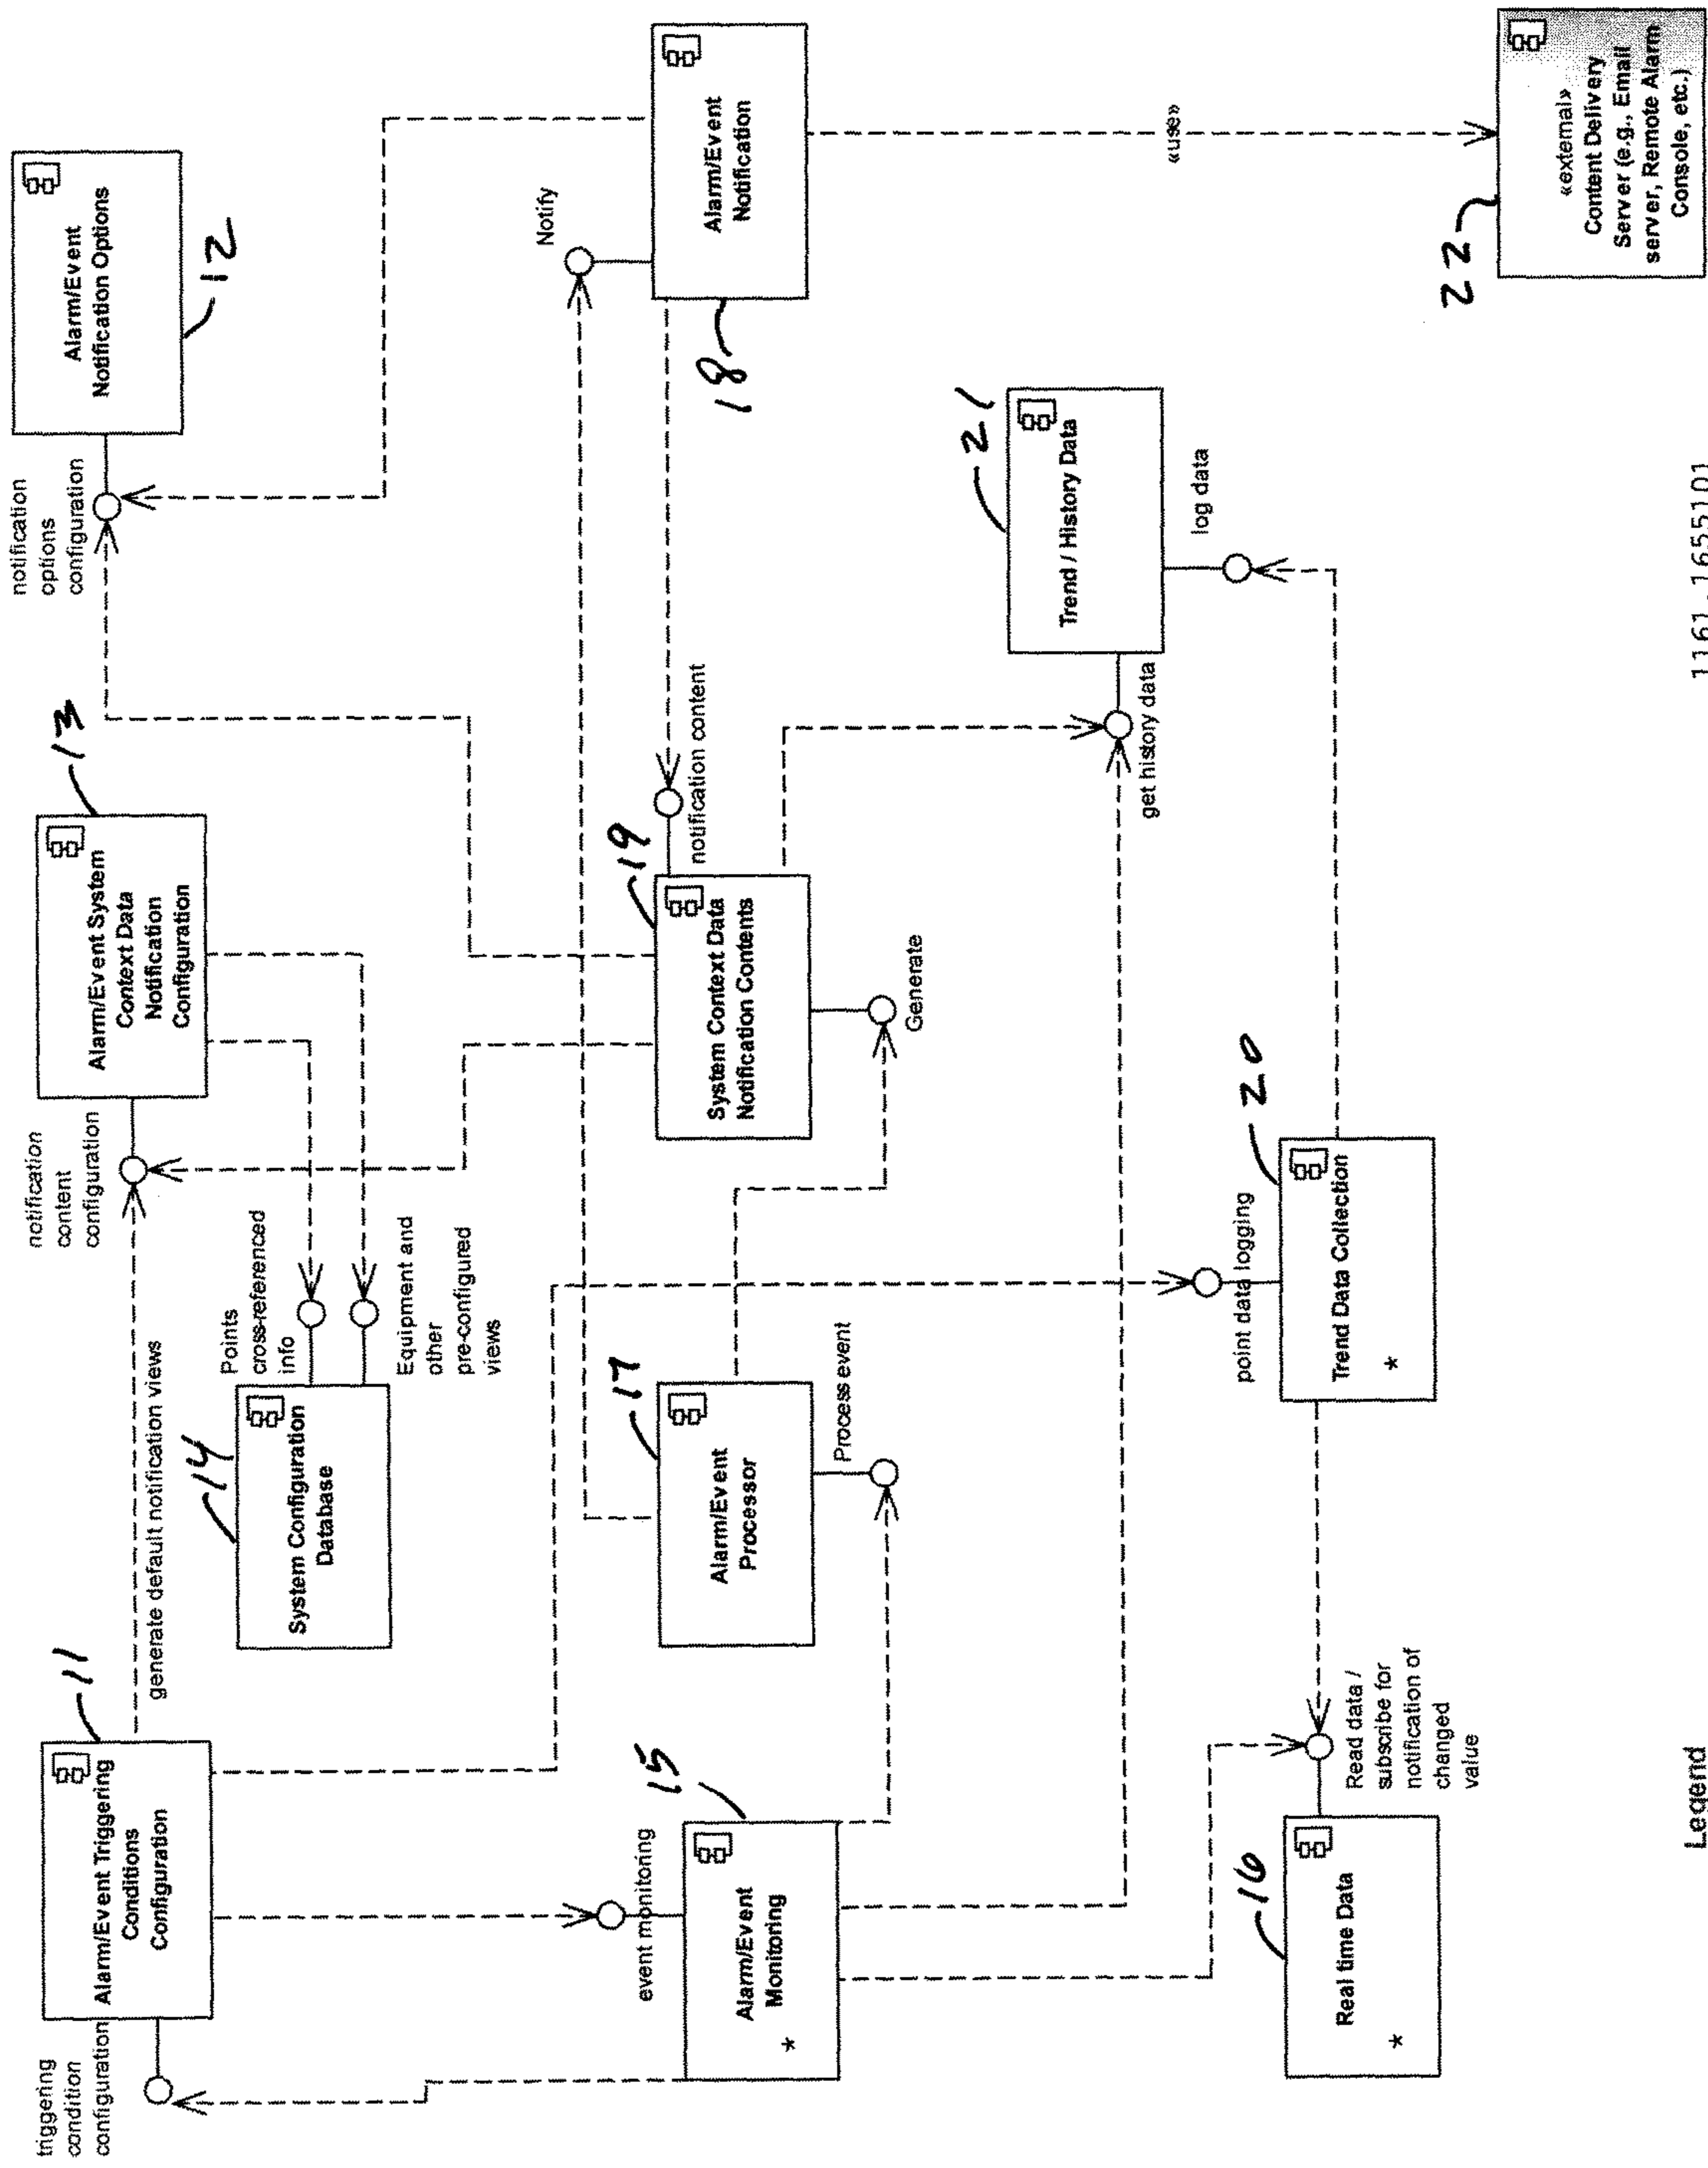 triggering
condition
configuration
Alarm/Event Triggering
Conditions
Configuration
11
generate default notification views
notification
content
configuration
Alarm/Event System
Context Data
Notification
Configuration
13
notification
options
configuration
Alarm/Event
Notification Options
12
System Configuration
Database
14
Points
cross-referenced
info
Equipment and
other
pre-configured
views
event monitoring
Alarm/Event
Monitoring
*
15
Alarm/Event
Processor
17
Process event
System Context Data
Notification Contents
19
Generate
notification content
Notify
Alarm/Event
Notification
18
Real time Data
*
16
Read data /
subscribe for
notification of
changed
value
point data logging
Trend Data Collection
*
20
get history data
Trend / History Data
21
log data
«use»
«external»
Content Delivery
Server (e.g., Email
server, Remote Alarm
Console, etc.)
22
Legend
1161.1655101